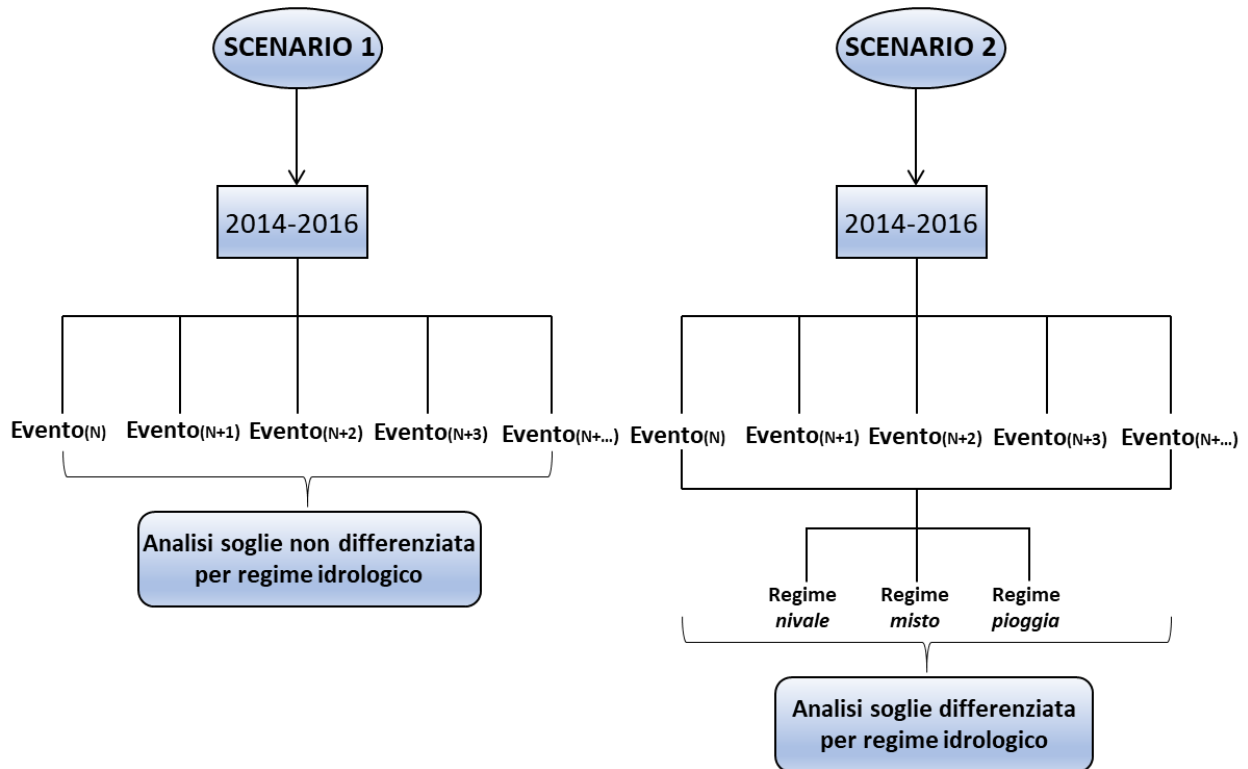 SCENARIO 1
2014-2016
Evento(N) Evento(N+1) Evento(N+2) Evento(N+3) Evento(N+...)
Analisi soglie non differenziata
per regime idrologico
SCENARIO 2
2014-2016
Evento(N) Evento(N+1) Evento(N+2) Evento(N+3) Evento(N+...)
Regime
nivale
Regime
misto
Regime
pioggia
Analisi soglie differenziata
per regime idrologico